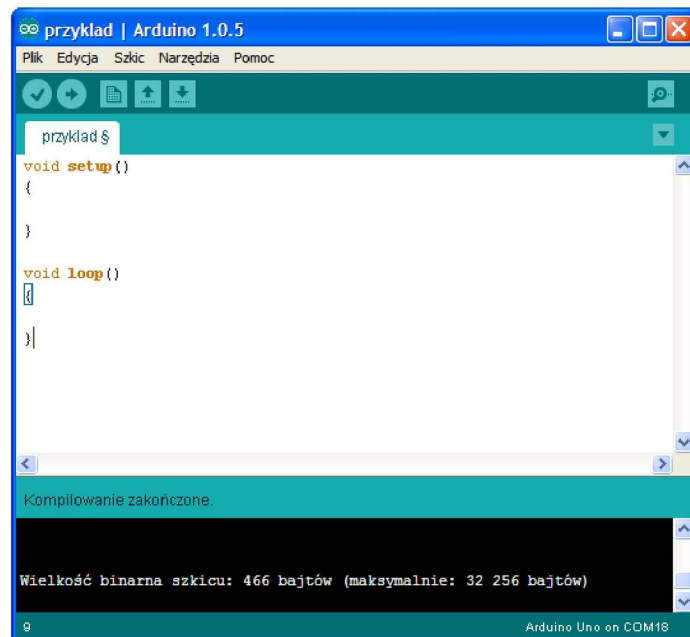 przyklad | Arduino 1.0.5
Plik Edycja Szkic Narzędzia Pomoc
przyklad §
void setup()
{
}
void loop()
{
}
Kompilowanie zakończone.
Wielkość binarna szkicu: 466 bajtów (maksymalnie: 32 256 bajtów)
9 Arduino Uno on COM18